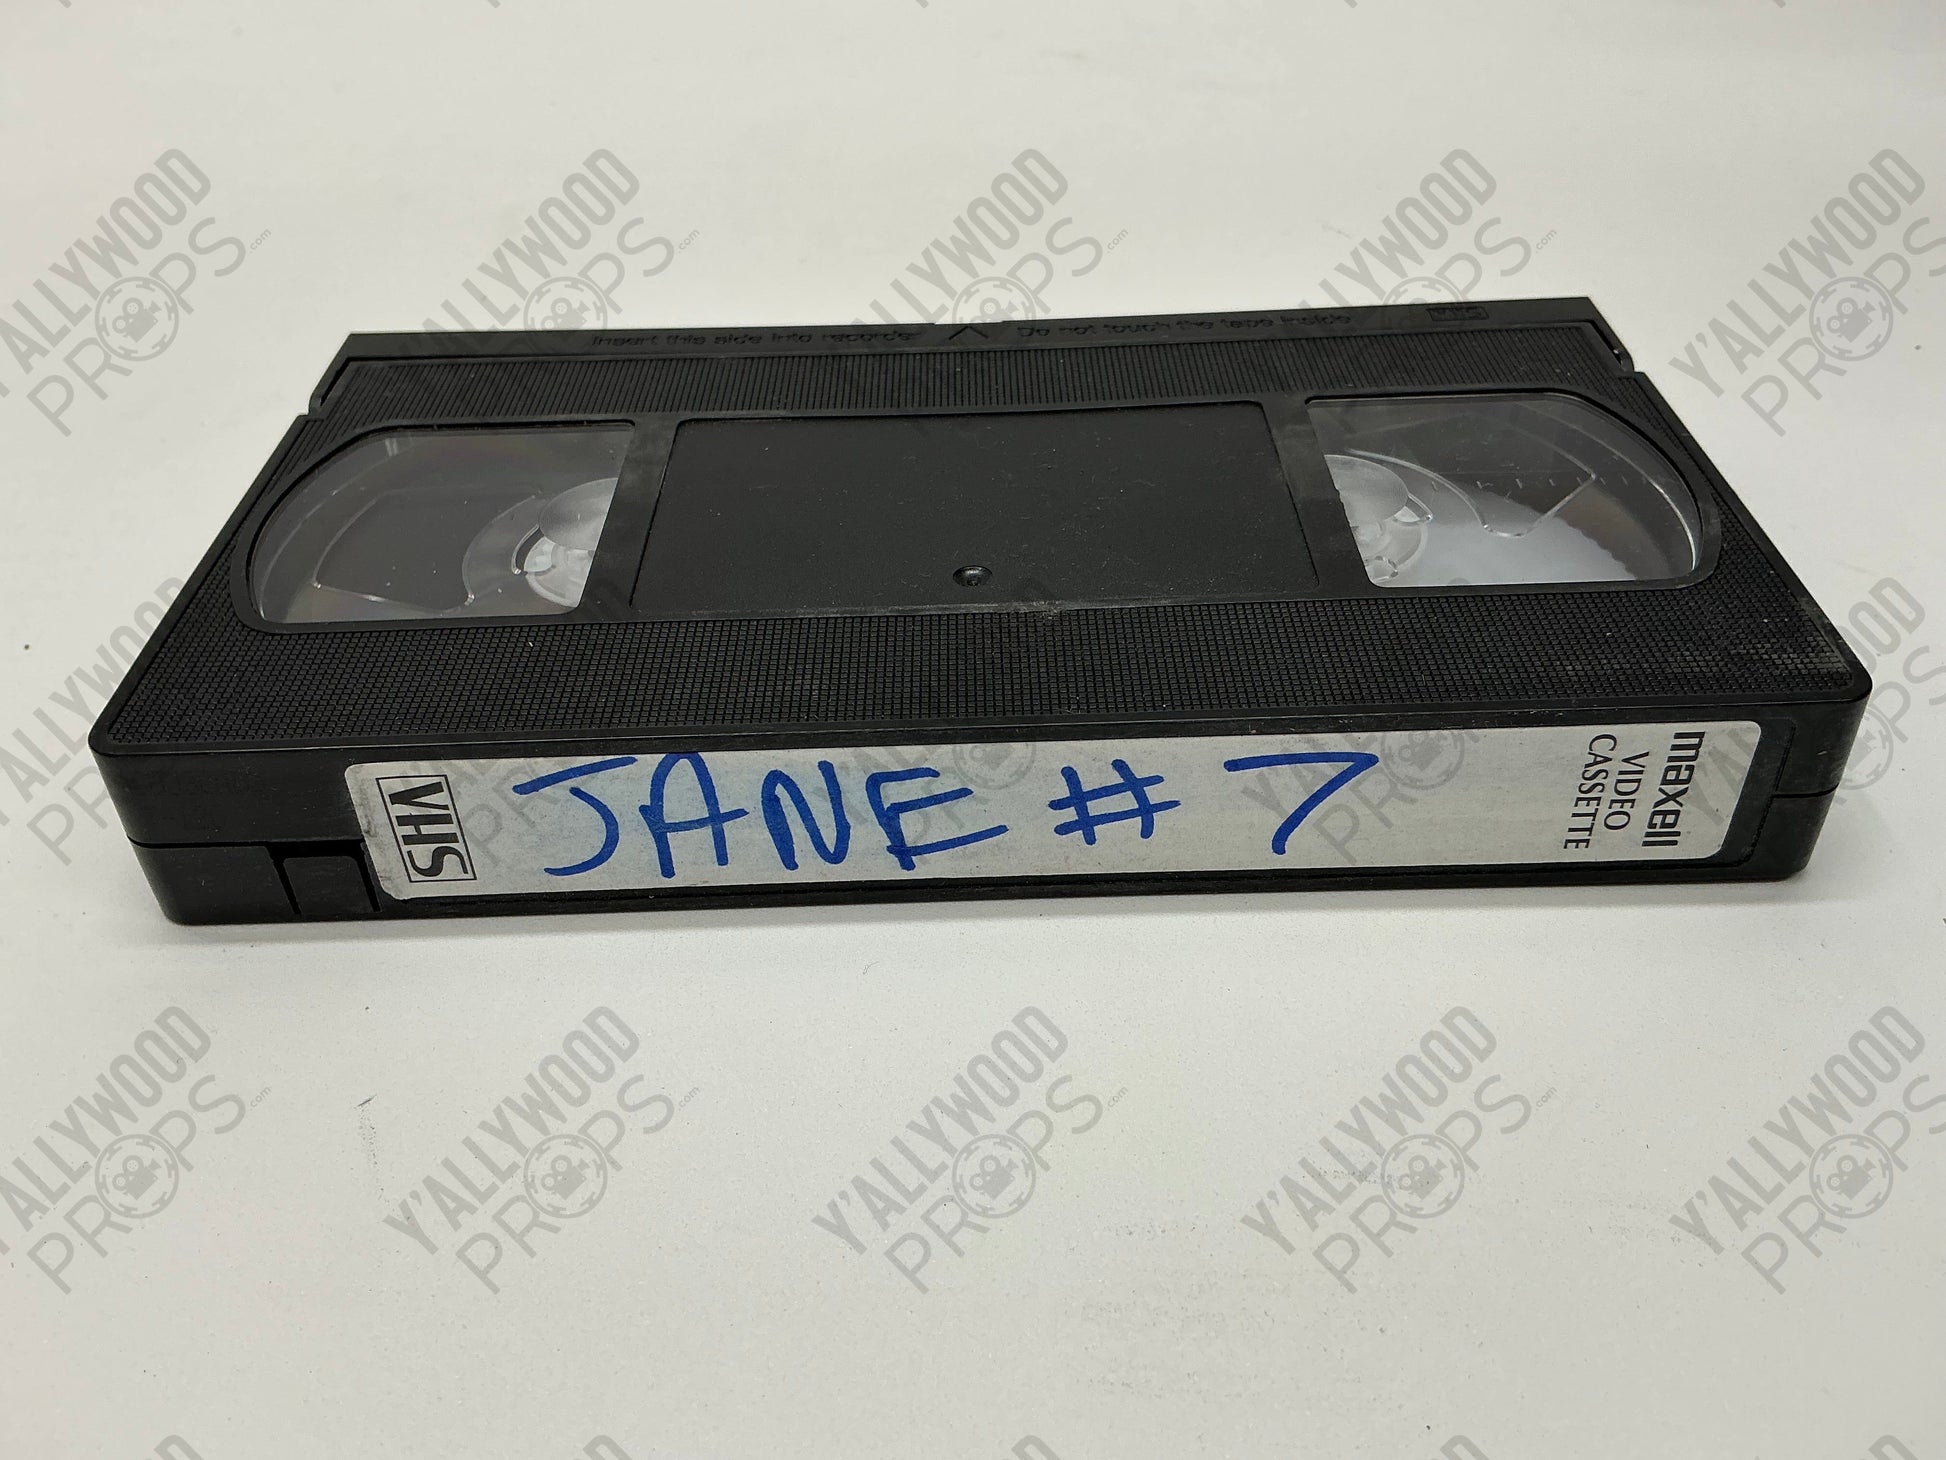 Insert this side into recorder Do not touch the tape inside VHS
VHS
JANE # 7
maxell
VIDEO
CASSETTE
Y'ALLYWOOD
PROPS.com